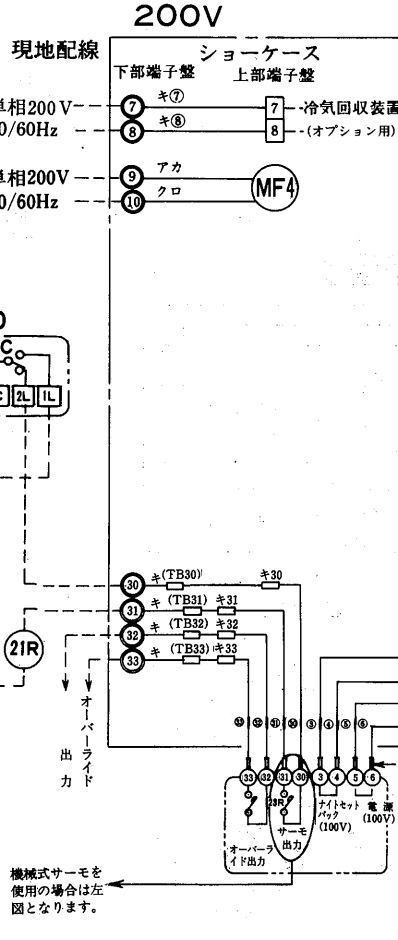 200V
現地配線
ショーケース
下部端子盤
上部端子盤
相200V
7
キ⑦
7
冷気回収装置
0/60Hz
8
キ⑧
8
(オプション用)
相200V
9
アカ
0/60Hz
10
クロ
MF4
C
2L
1L
30
キ(TB30)
キ30
31
キ (TB31)
キ31
32
キ (TB32)
キ32
33
キ (TB33)
キ33
21R
オーバーライド
出力
㉝ ㉜ ㉛ ㉚ ③ ④ ⑤ ⑥
33 32 31 30 3 4 5 6
23R
サーモ
出力
オーバーラ
イド出力
ナイトセット
バック
(100V)
電源
(100V)
機械式サーモを
使用の場合は左
図となります。